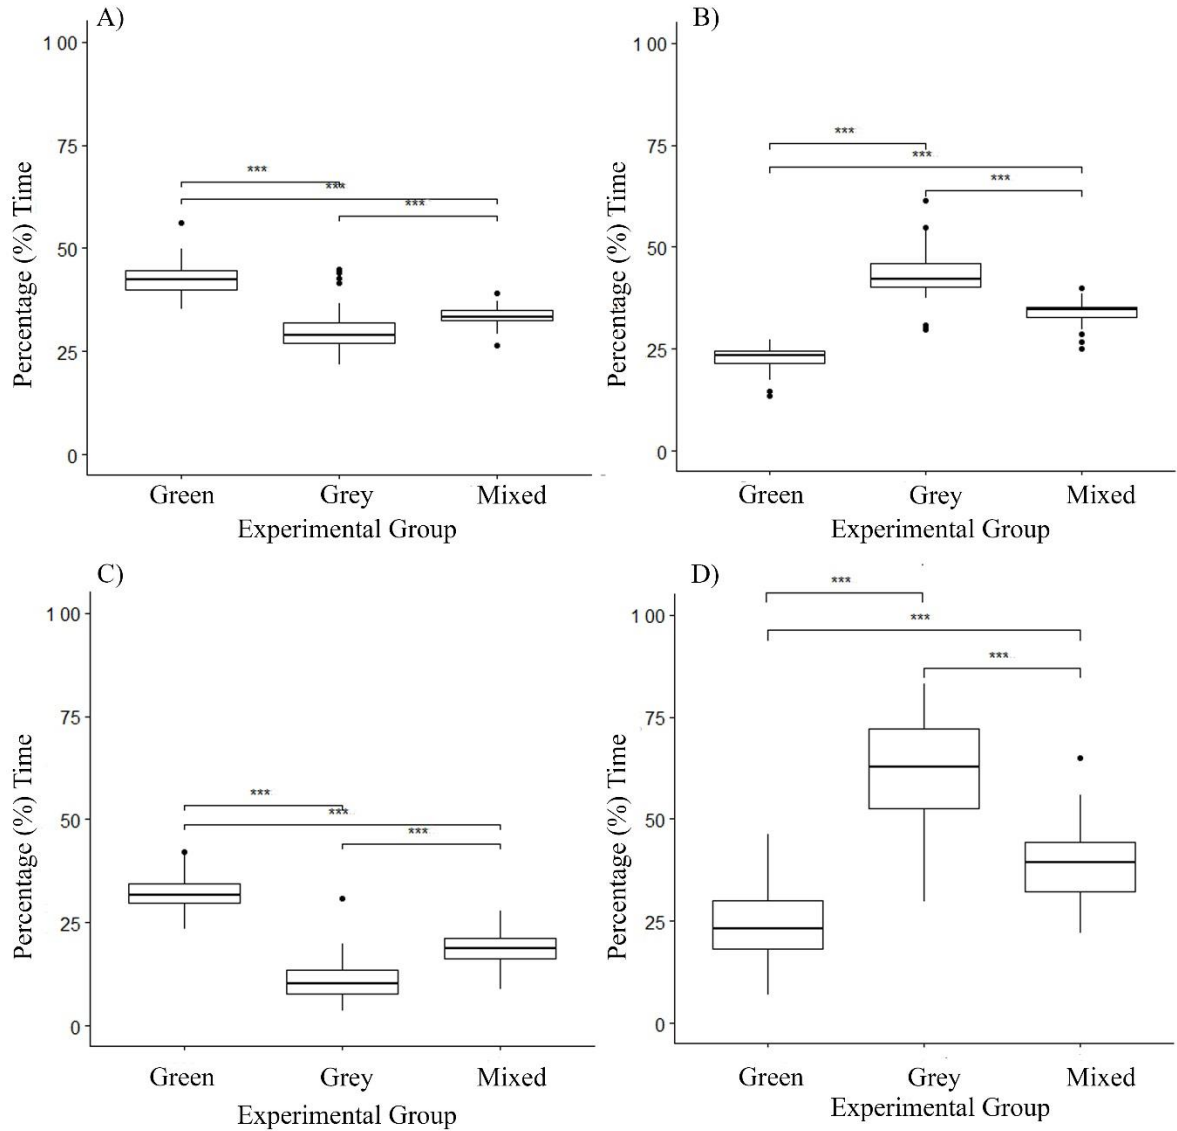 A)
Percentage (%) Time
1 00
75
50
25
0
***
***
***
Green Grey Mixed
Experimental Group
B)
Percentage (%) Time
1 00
75
50
25
0
***
***
***
Green Grey Mixed
Experimental Group
C)
Percentage (%) Time
1 00
75
50
25
0
***
***
***
Green Grey Mixed
Experimental Group
D)
Percentage (%) Time
1 00
75
50
25
0
***
***
***
Green Grey Mixed
Experimental Group